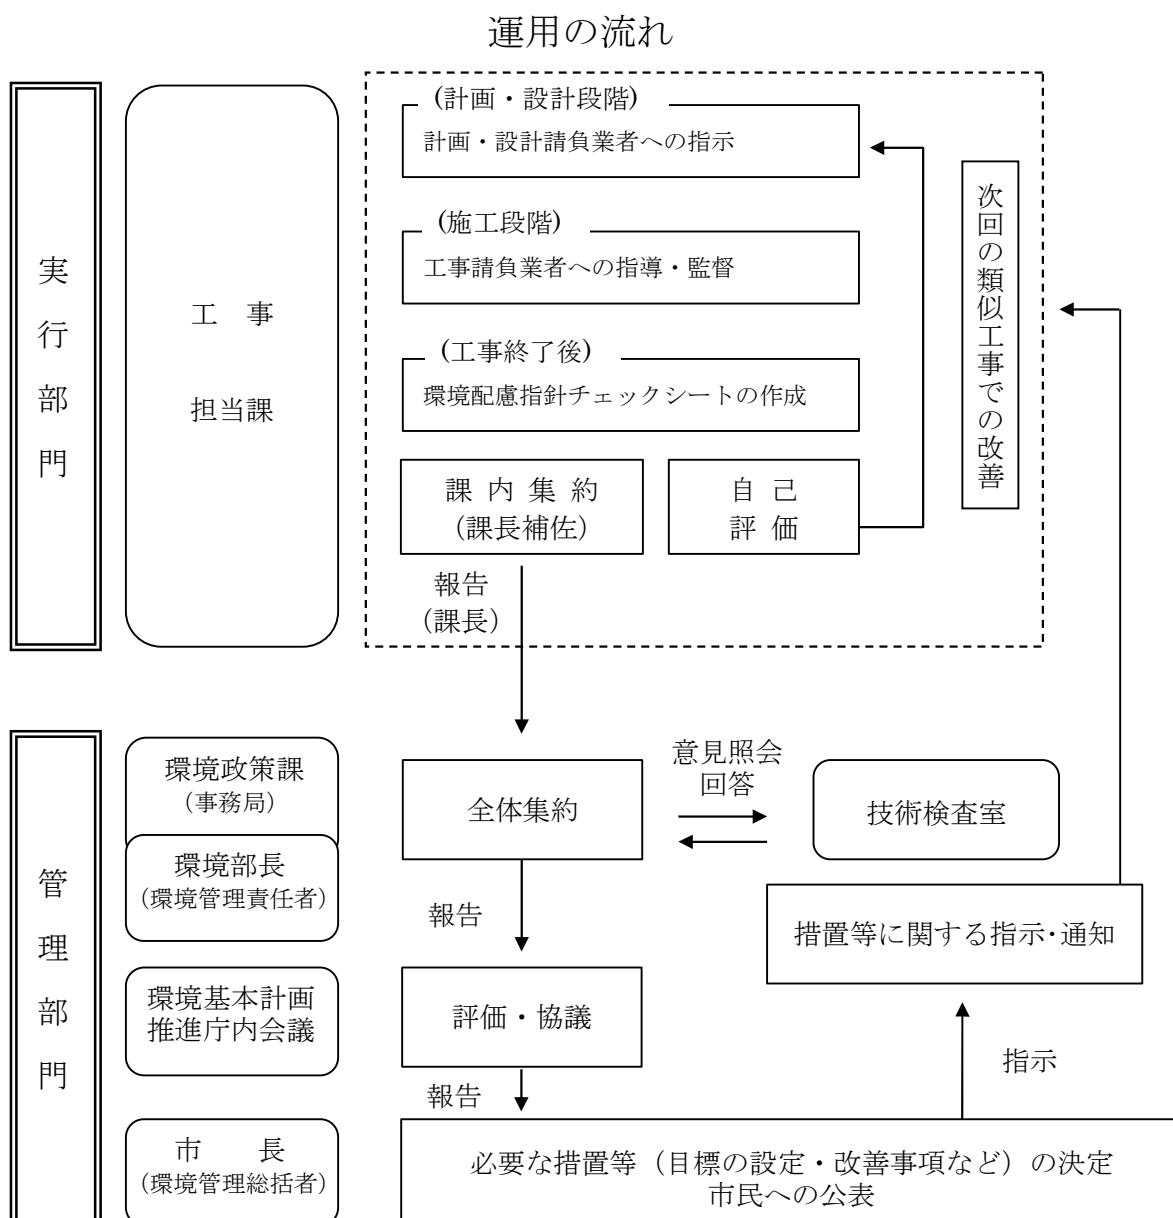 運用の流れ
実行部門
工　事
担当課
(計画・設計段階)
計画・設計請負業者への指示
(施工段階)
工事請負業者への指導・監督
(工事終了後)
環境配慮指針チェックシートの作成
課 内 集 約
(課長補佐)
自 己
評 価
次回の類似工事での改善
報告
(課長)
管理部門
環境政策課
(事務局)
環境部長
(環境管理責任者)
環境基本計画
推進庁内会議
市　　長
(環境管理総括者)
全体集約
意見照会
回答
技術検査室
報告
評価・協議
措置等に関する指示・通知
報告
指示
必要な措置等（目標の設定・改善事項など）の決定
市民への公表